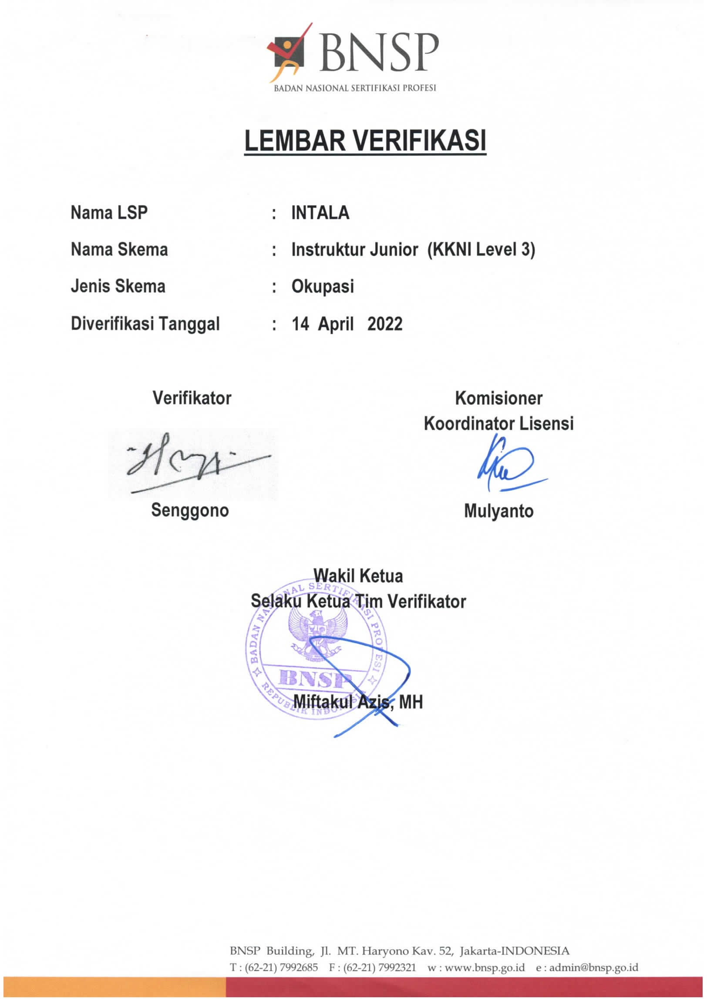 BNSP
BADAN NASIONAL SERTIFIKASI PROFESI
LEMBAR VERIFIKASI
Nama LSP : INTALA
Nama Skema : Instruktur Junior (KKNI Level 3)
Jenis Skema : Okupasi
Diverifikasi Tanggal : 14 April 2022
Verifikator Komisioner
Koordinator Lisensi
Senggono Mulyanto
Wakil Ketua
Selaku Ketua Tim Verifikator
BADAN NASIONAL SERTIFIKASI PROFESI
BNSP
REPUBLIK INDONESIA
Miftakul Azis, MH
BNSP Building, Jl. MT. Haryono Kav. 52, Jakarta-INDONESIA
T : (62-21) 7992685 F : (62-21) 7992321 w : www.bnsp.go.id e : admin@bnsp.go.id